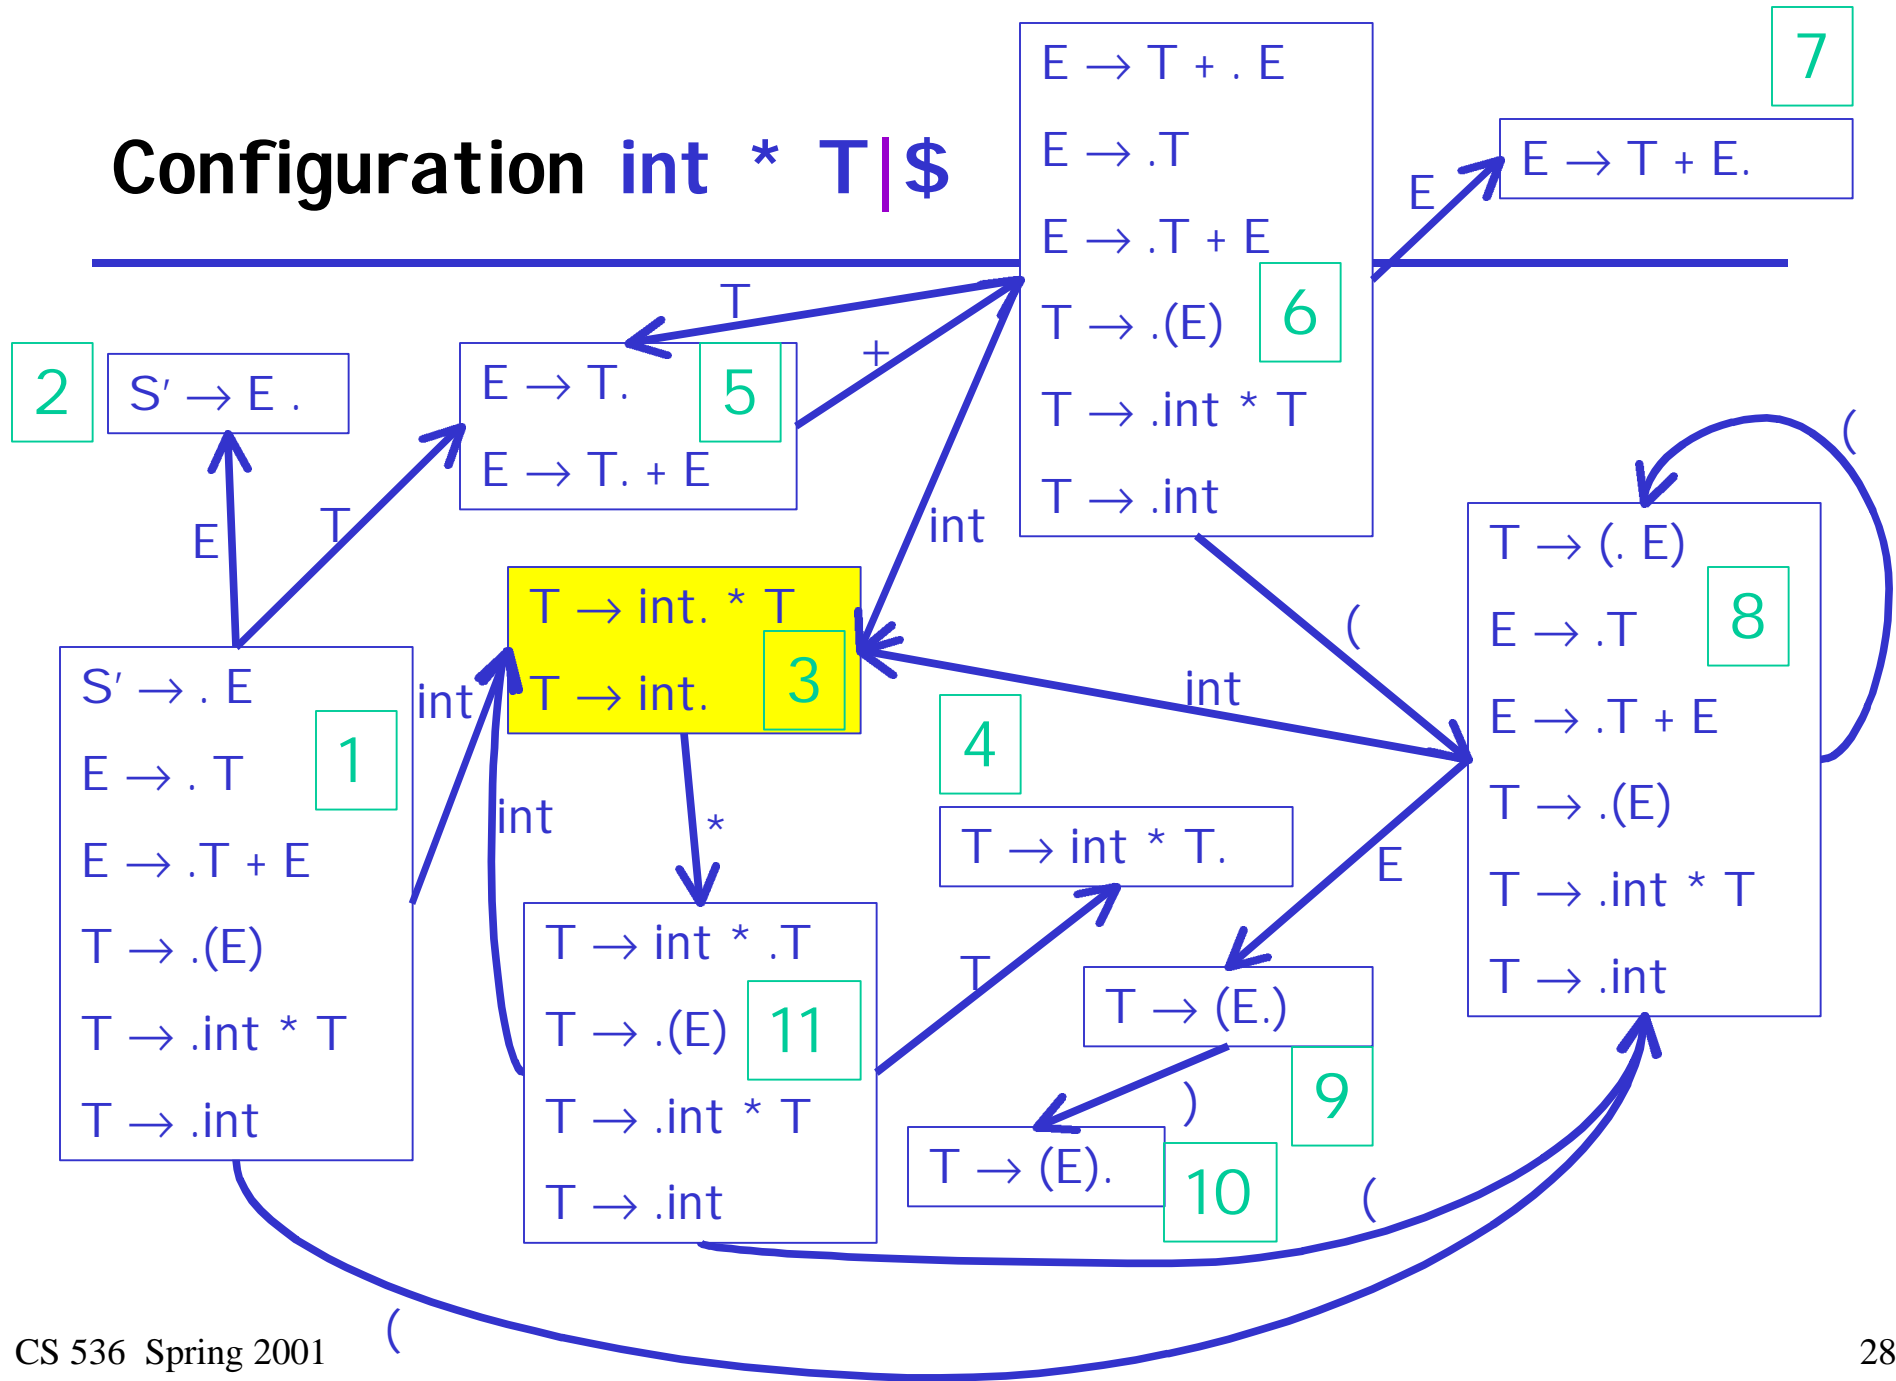 Configuration int * T|$
E → T + . E
E → .T
E → .T + E
T → .(E)
T → .int * T
T → .int
6
7
E → T + E.
E
T
+
int
(
2
S′ → E .
E → T.
E → T. + E
5
E
T
T → int. * T
T → int.
3
int
int
*
int
S′ → . E
E → . T
E → .T + E
T → .(E)
T → .int * T
T → .int
1
4
T → int * T.
T
T → int * .T
T → .(E)
T → .int * T
T → .int
11
(
T → (. E)
E → .T
E → .T + E
T → .(E)
T → .int * T
T → .int
8
E
T → (E.)
9
)
T → (E).
10
(
(
CS 536 Spring 2001
28